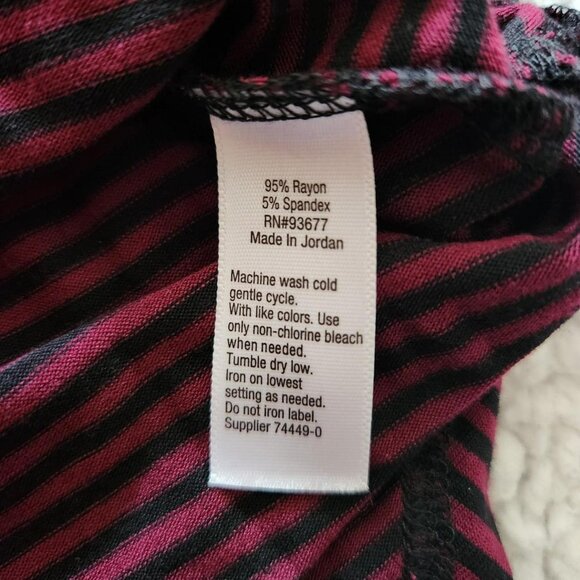 95% Rayon
5% Spandex
RN#93677
Made In Jordan
Machine wash cold
gentle cycle.
With like colors. Use
only non-chlorine bleach
when needed.
Tumble dry low.
Iron on lowest
setting as needed.
Do not iron label.
Supplier 74449-0